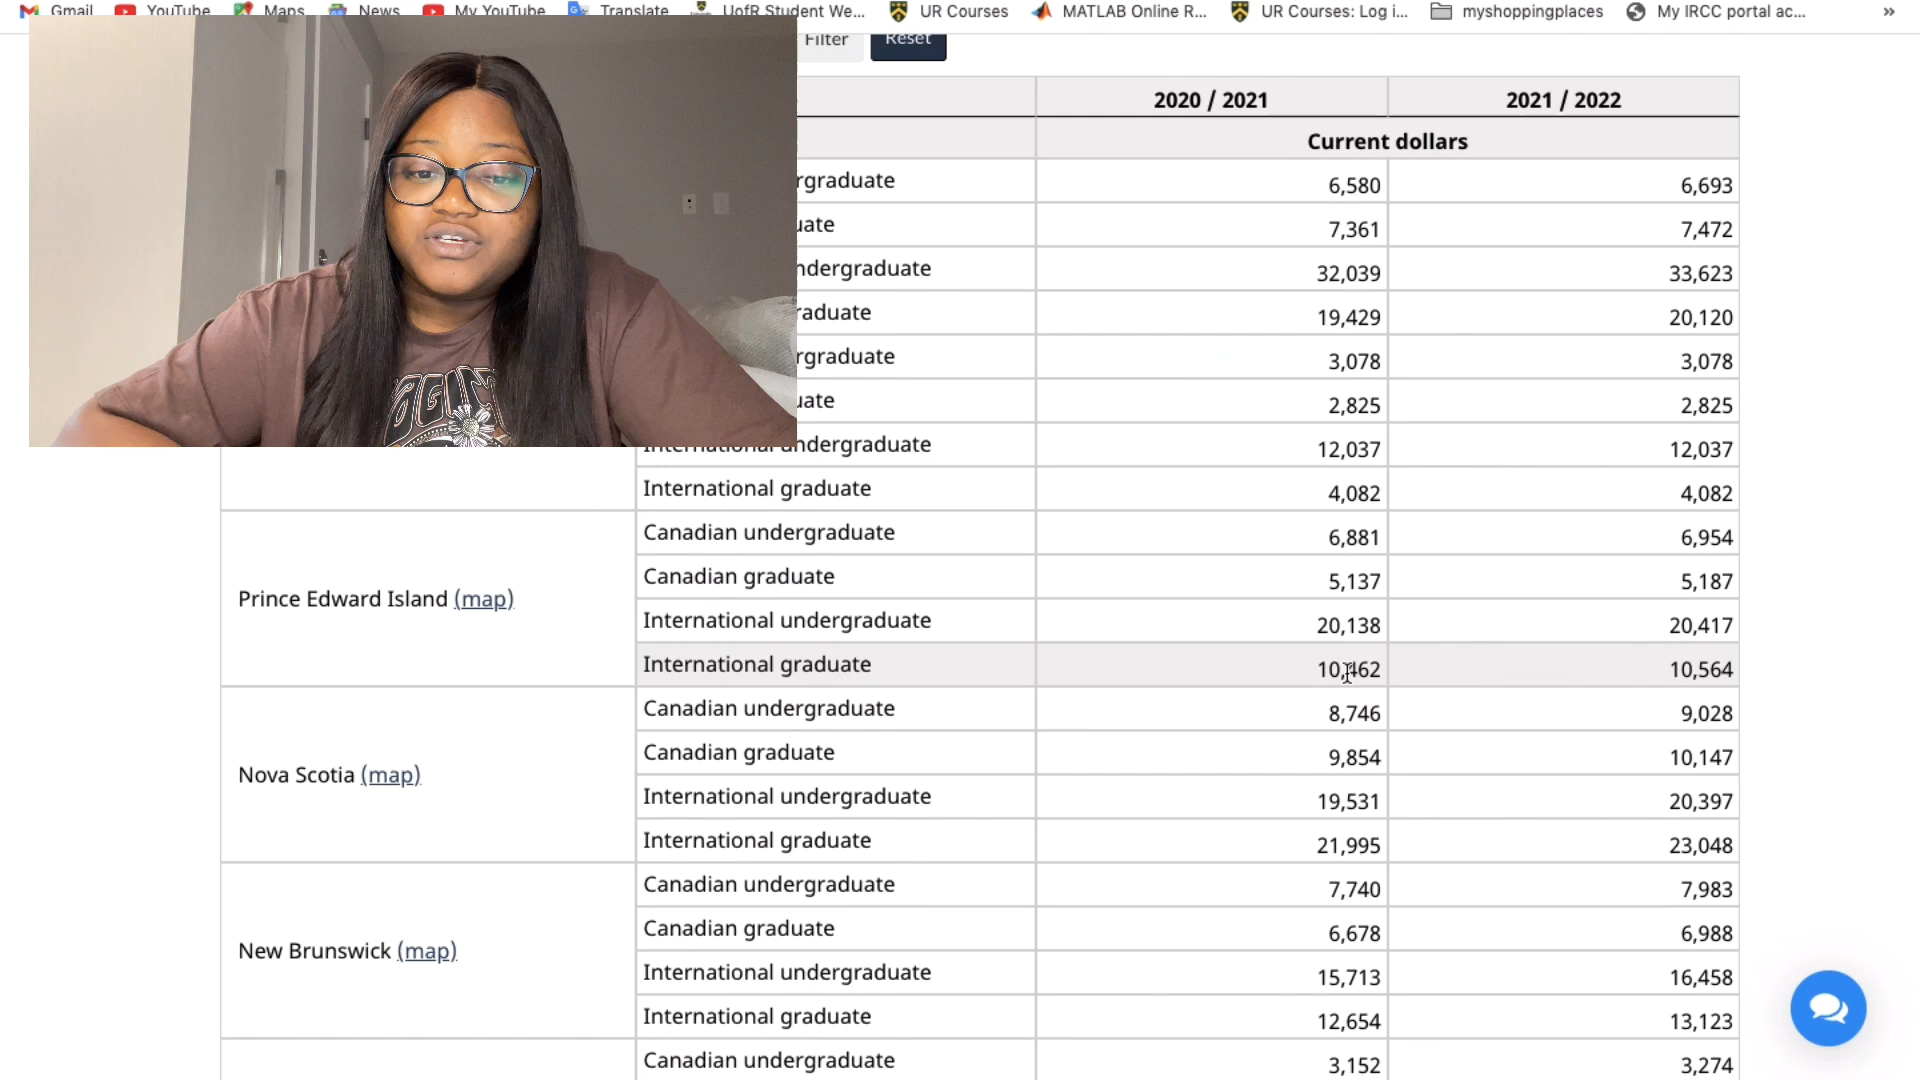 Gmail YouTube Maps News My YouTube Translate UofR Student We... UR Courses MATLAB Online R... UR Courses: Log i... myshoppingplaces My IRCC portal ac... »
Filter Reset
2020 / 2021 2021 / 2022
Current dollars
rgraduate 6,580 6,693
uate 7,361 7,472
ndergraduate 32,039 33,623
raduate 19,429 20,120
rgraduate 3,078 3,078
uate 2,825 2,825
International undergraduate 12,037 12,037
International graduate 4,082 4,082
Prince Edward Island (map)
Canadian undergraduate 6,881 6,954
Canadian graduate 5,137 5,187
International undergraduate 20,138 20,417
International graduate 10,462 10,564
Nova Scotia (map)
Canadian undergraduate 8,746 9,028
Canadian graduate 9,854 10,147
International undergraduate 19,531 20,397
International graduate 21,995 23,048
New Brunswick (map)
Canadian undergraduate 7,740 7,983
Canadian graduate 6,678 6,988
International undergraduate 15,713 16,458
International graduate 12,654 13,123
Canadian undergraduate 3,152 3,274